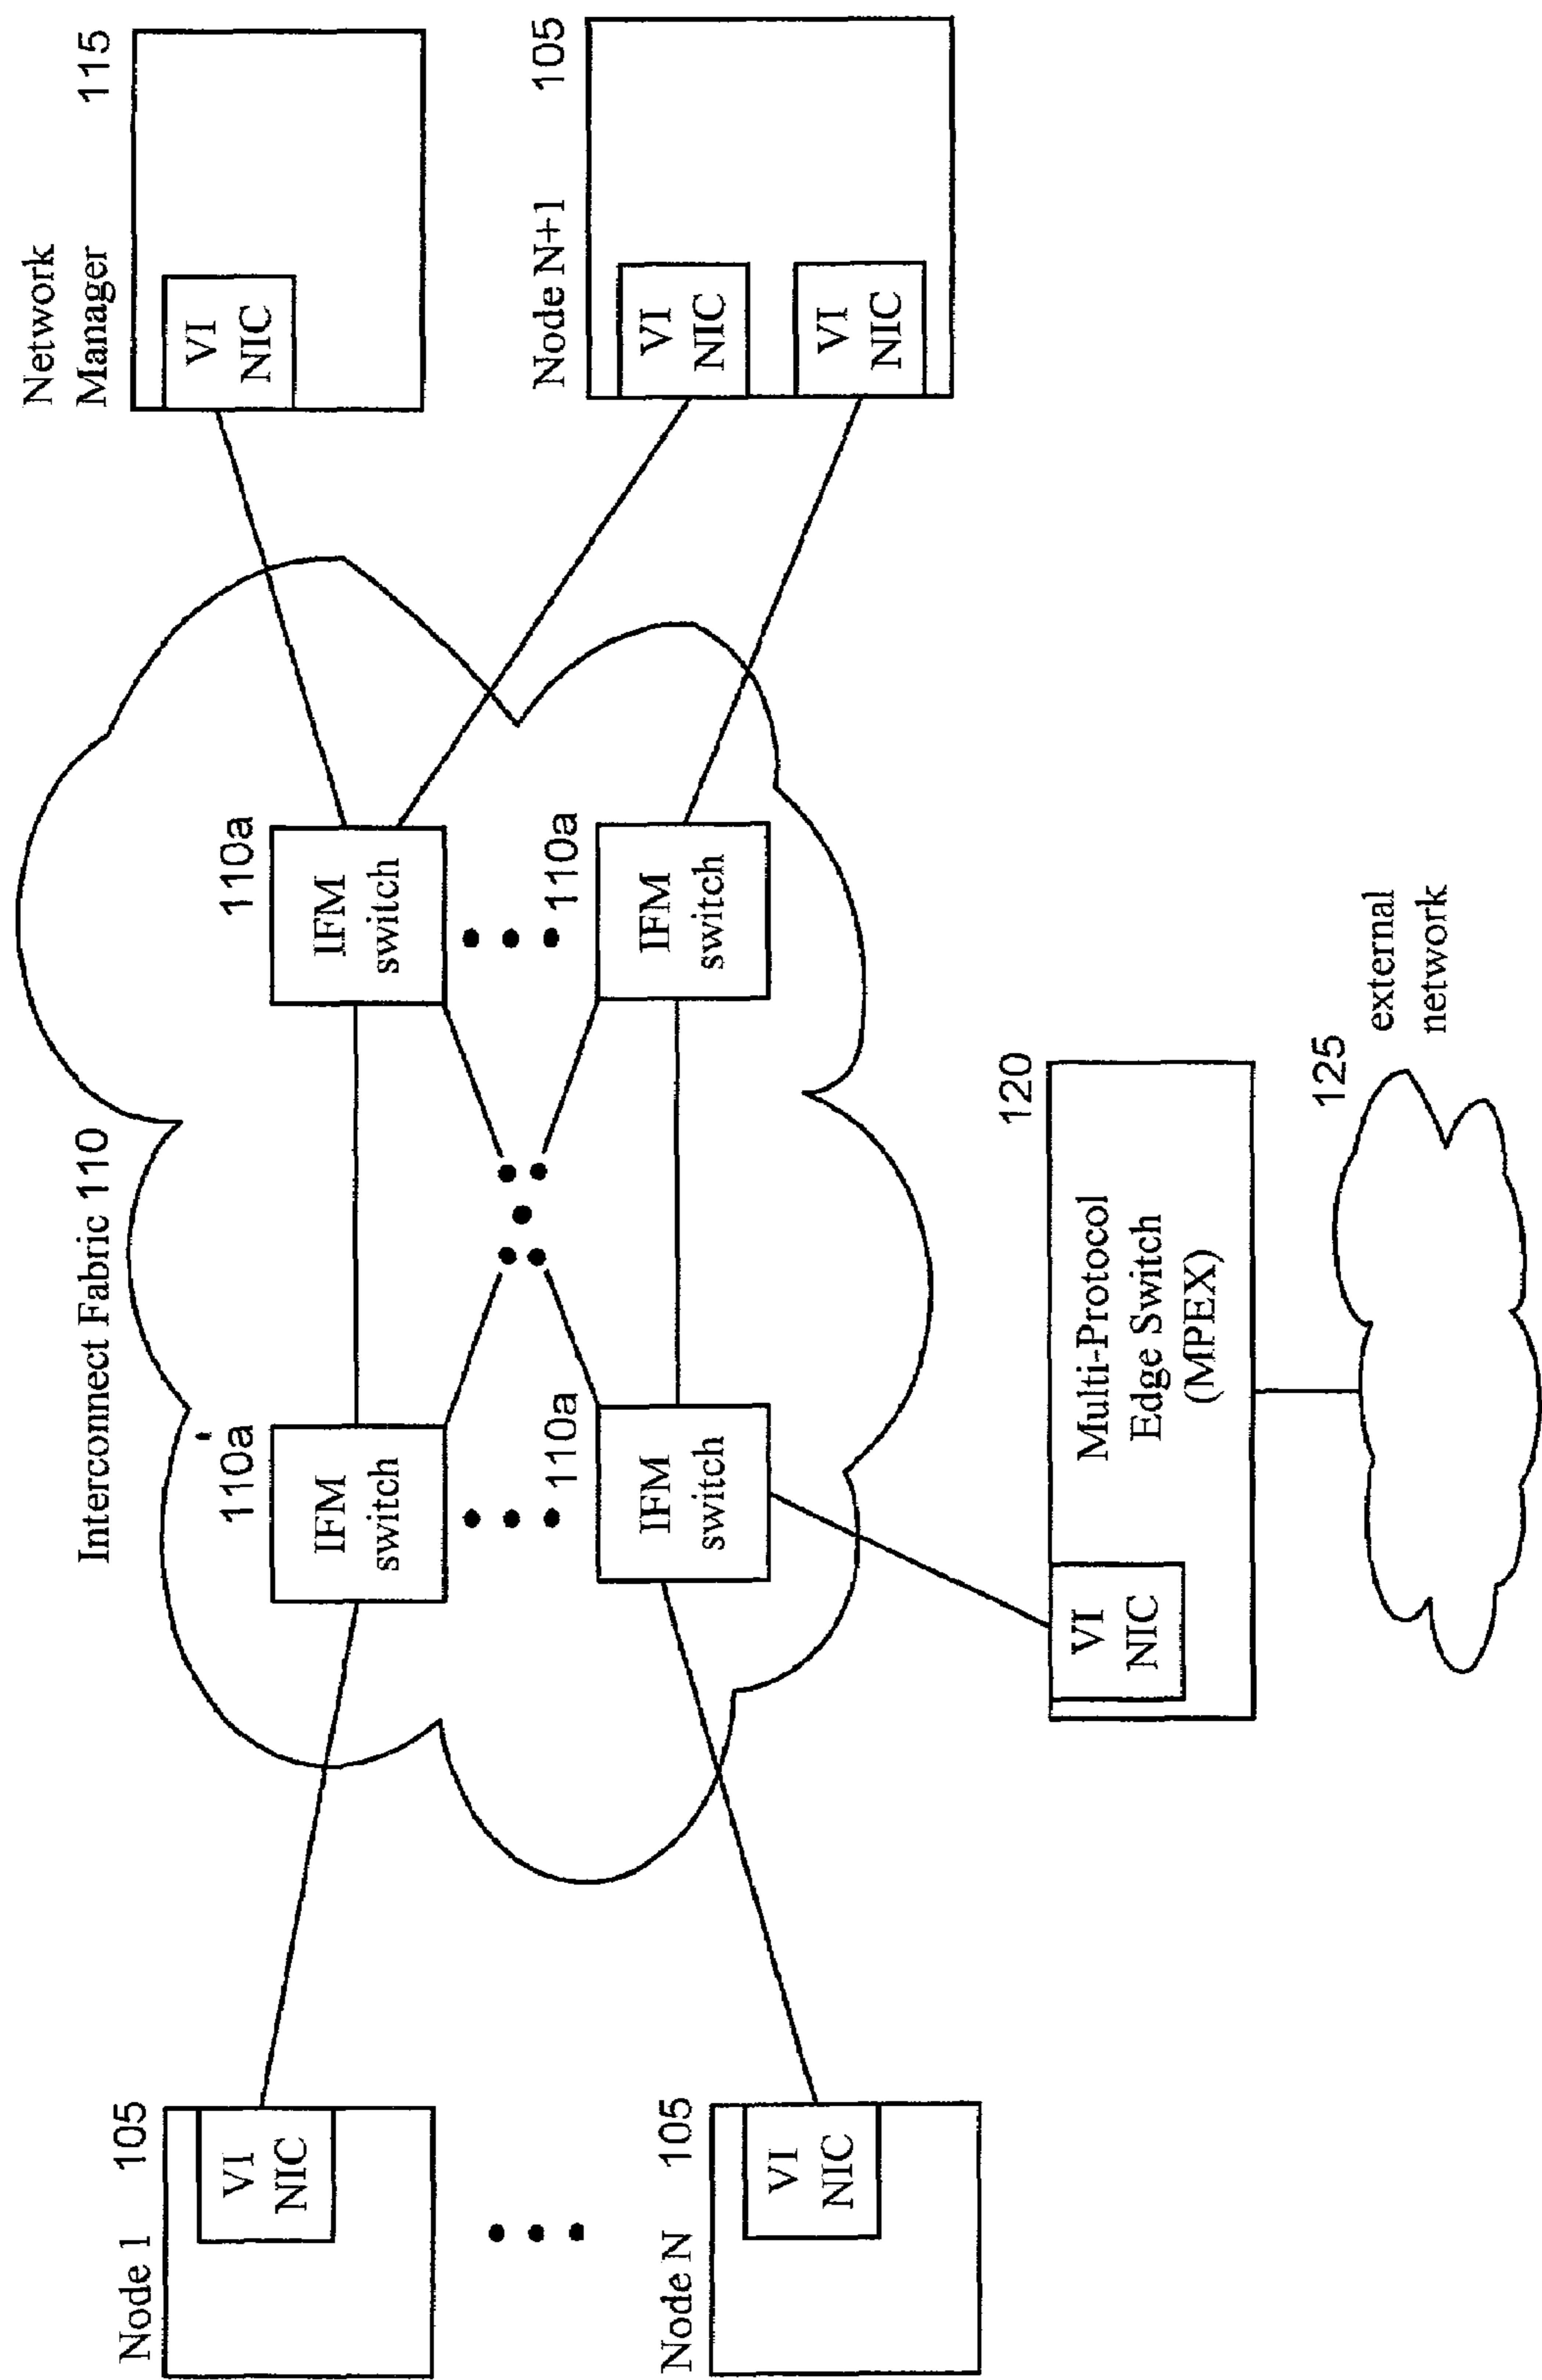 Network
Manager
115
VI
NIC
Interconnect Fabric 110
Node 1
105
VI
NIC
110a
IFM
switch
110a
IFM
switch
Node N+1
105
VI
NIC
VI
NIC
110a
IFM
switch
110a
IFM
switch
Node N
105
VI
NIC
120
VI
NIC
Multi-Protocol
Edge Switch
(MPEX)
125
external
network